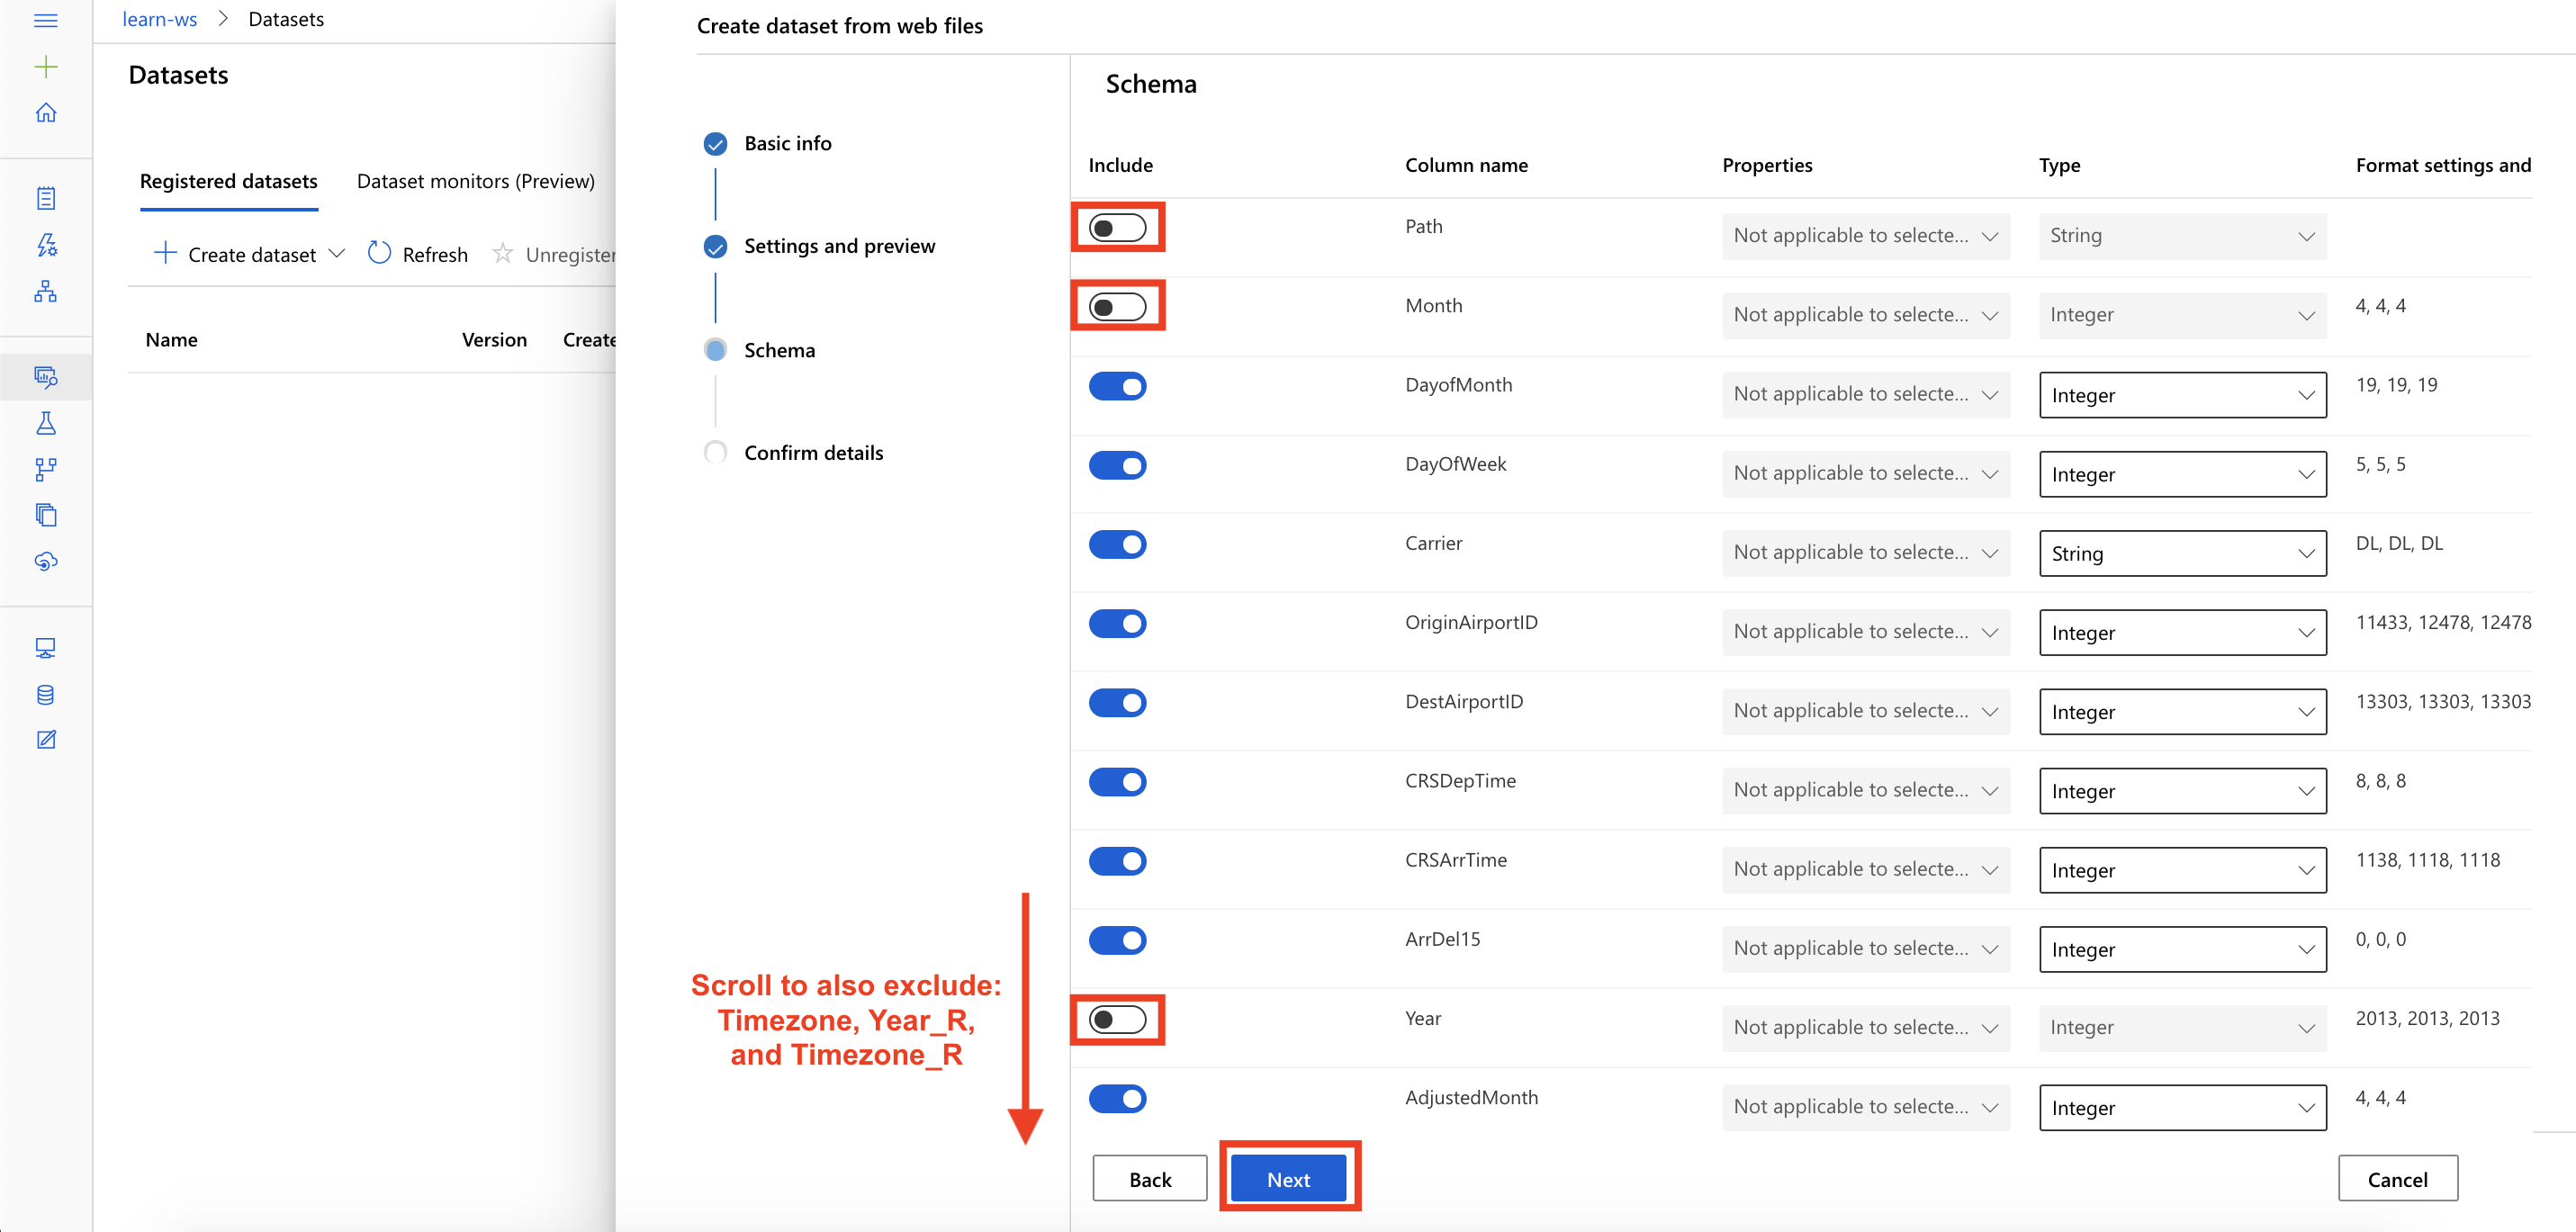 learn-ws > Datasets
Datasets
Registered datasets Dataset monitors (Preview)
Create dataset Refresh Unregister
Name Version Create
Create dataset from web files
Basic info
Settings and preview
Schema
Confirm details
Scroll to also exclude:
Timezone, Year_R,
and Timezone_R
Schema
Include Column name Properties Type Format settings and
Path Not applicable to selecte... String
Month Not applicable to selecte... Integer 4, 4, 4
DayofMonth Not applicable to selecte... Integer 19, 19, 19
DayOfWeek Not applicable to selecte... Integer 5, 5, 5
Carrier Not applicable to selecte... String DL, DL, DL
OriginAirportID Not applicable to selecte... Integer 11433, 12478, 12478
DestAirportID Not applicable to selecte... Integer 13303, 13303, 13303
CRSDepTime Not applicable to selecte... Integer 8, 8, 8
CRSArrTime Not applicable to selecte... Integer 1138, 1118, 1118
ArrDel15 Not applicable to selecte... Integer 0, 0, 0
Year Not applicable to selecte... Integer 2013, 2013, 2013
AdjustedMonth Not applicable to selecte... Integer 4, 4, 4
Back Next Cancel